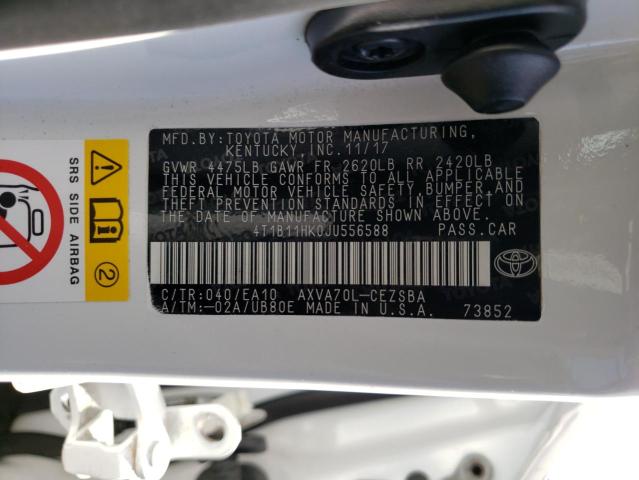 MFD.BY:TOYOTA MOTOR MANUFACTURING,
KENTUCKY, INC. 11/17
GVWR 4475LB GAWR FR 2620LB RR 2420LB
THIS VEHICLE CONFORMS TO ALL APPLICABLE
FEDERAL MOTOR VEHICLE SAFETY, BUMPER, AND
THEFT PREVENTION STANDARDS IN EFFECT ON
THE DATE OF MANUFACTURE SHOWN ABOVE.
4T1B11HK0JU556588 PASS.CAR
C/TR:040/EA10 AXVA70L-CEZSBA
A/TM:-02A/UB80E MADE IN U.S.A. 73852
TOYOTA
SRS SIDE AIRBAG
2